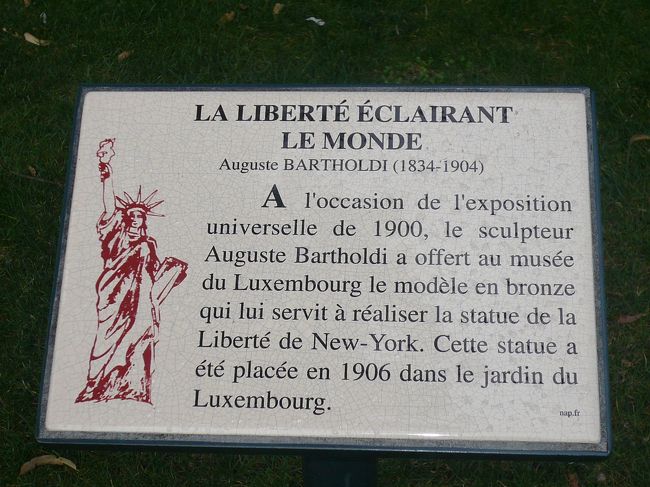 LA LIBERTÉ ÉCLAIRANT
LE MONDE
Auguste BARTHOLDI (1834-1904)
A l'occasion de l'exposition
universelle de 1900, le sculpteur
Auguste Bartholdi a offert au musée
du Luxembourg le modèle en bronze
qui lui servit à réaliser la statue de la
Liberté de New-York. Cette statue a
été placée en 1906 dans le jardin du
Luxembourg.
nap.fr